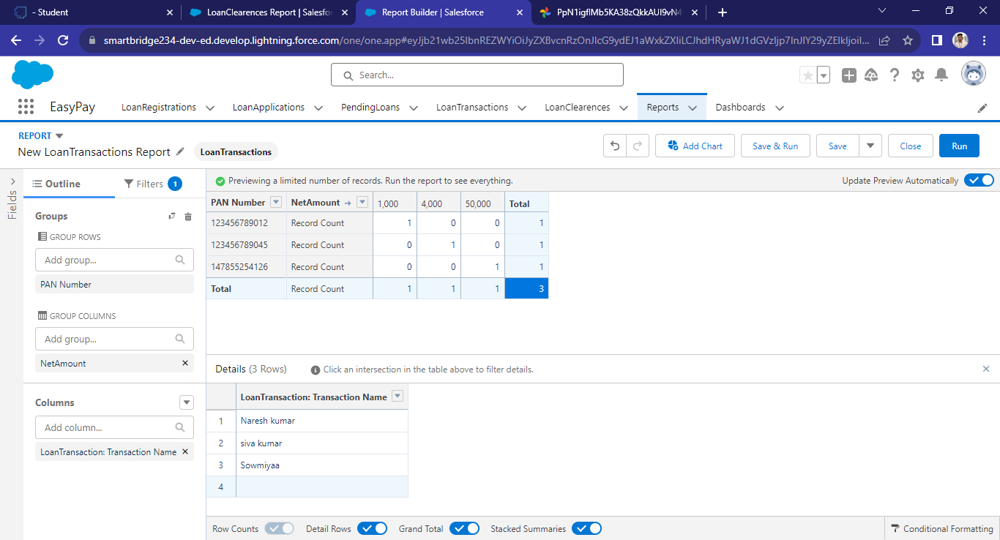 - Student
LoanClearences Report | Salesfo
Report Builder | Salesforce
smartbridge234-dev-ed.develop.lightning.force.com
Search...
EasyPay
LoanRegistrations
LoanApplications
PendingLoans
LoanTransactions
LoanClearences
Reports
Dashboards
REPORT
New LoanTransactions Report
LoanTransactions
Add Chart
Save & Run
Save
Close
Run
Fields
Outline
Filters 1
Previewing a limited number of records. Run the report to see everything.
Update Preview Automatically
Groups
GROUP ROWS
Add group...
PAN Number
GROUP COLUMNS
Add group...
NetAmount
Columns
Add column...
LoanTransaction: Transaction Name
PAN Number NetAmount → 1,000 4,000 50,000 Total
123456789012 Record Count 1 0 0 1
123456789045 Record Count 0 1 0 1
147855254126 Record Count 0 0 1 1
Total Record Count 1 1 1 3
Details (3 Rows)
Click an intersection in the table above to filter details.
LoanTransaction: Transaction Name
1 Naresh kumar
2 siva kumar
3 Sowmiyaa
4
Row Counts
Detail Rows
Grand Total
Stacked Summaries
Conditional Formatting